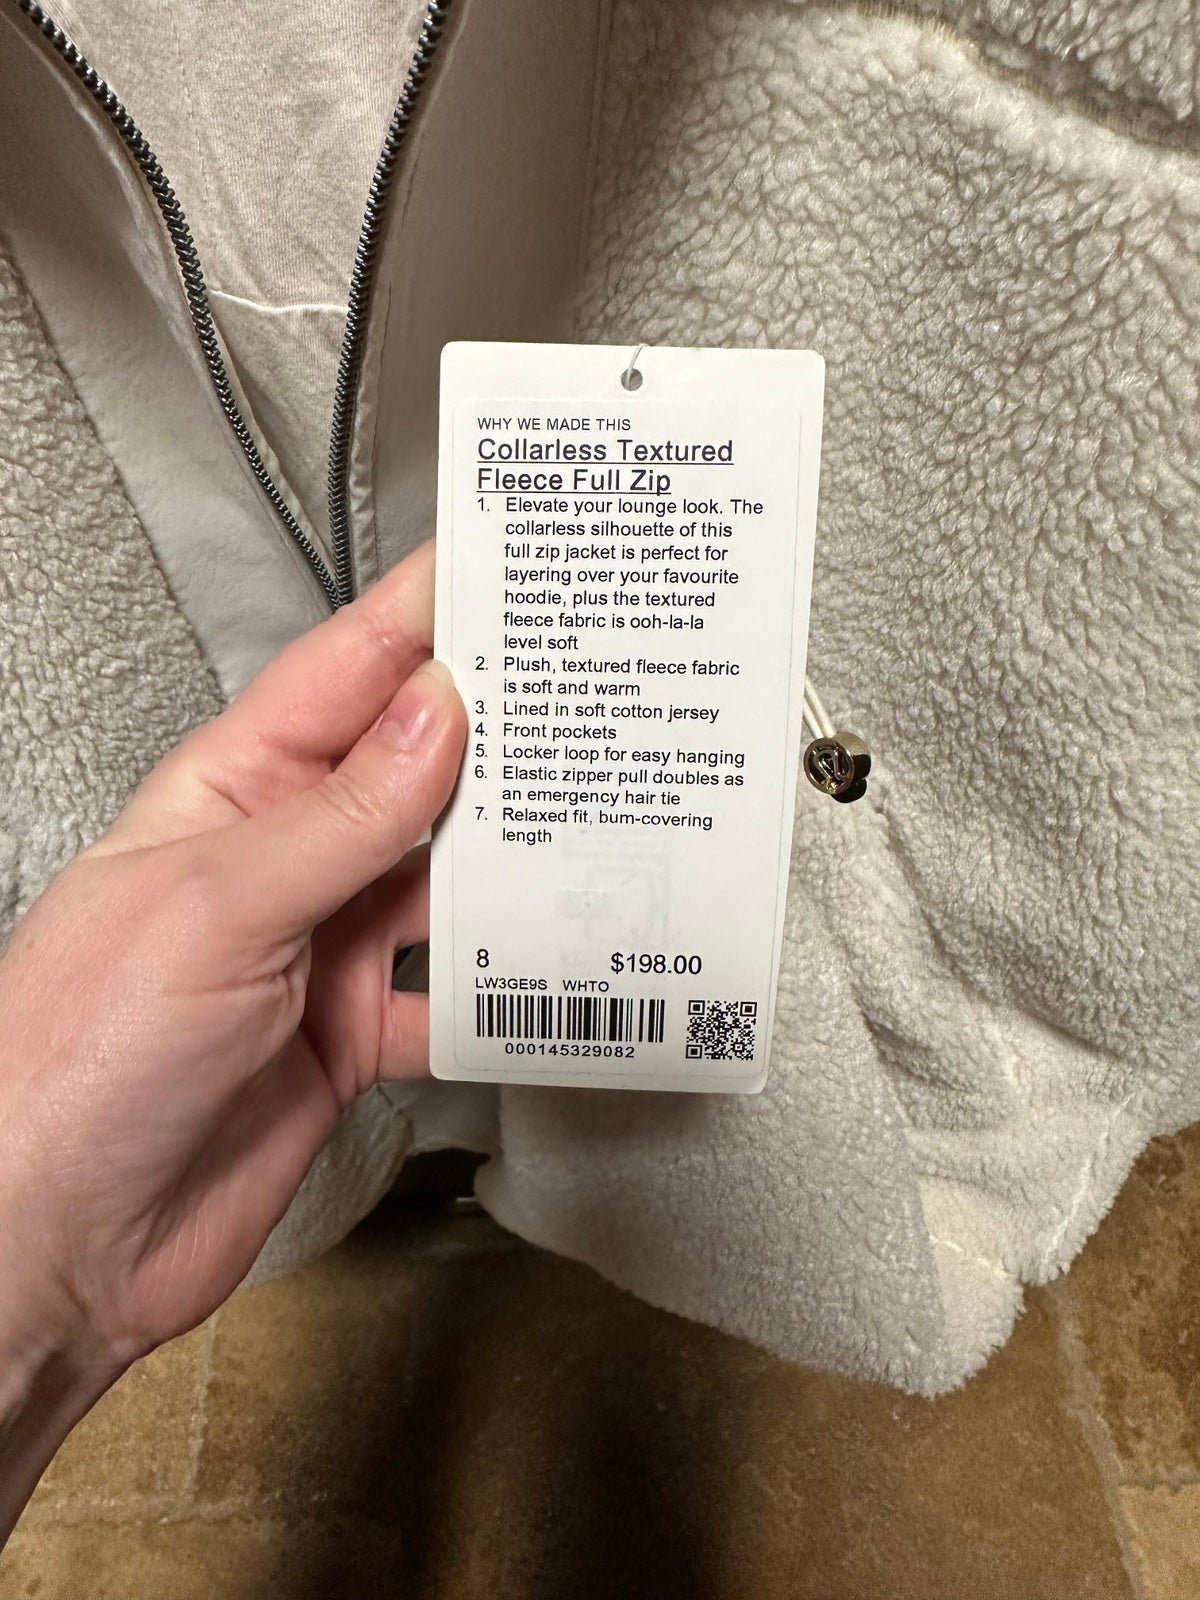 WHY WE MADE THIS
Collarless Textured
Fleece Full Zip
1. Elevate your lounge look. The
collarless silhouette of this
full zip jacket is perfect for
layering over your favourite
hoodie, plus the textured
fleece fabric is ooh-la-la
level soft
2. Plush, textured fleece fabric
is soft and warm
3. Lined in soft cotton jersey
4. Front pockets
5. Locker loop for easy hanging
6. Elastic zipper pull doubles as
an emergency hair tie
7. Relaxed fit, bum-covering
length
8 $198.00
LW3GE9S WHTO
000145329082